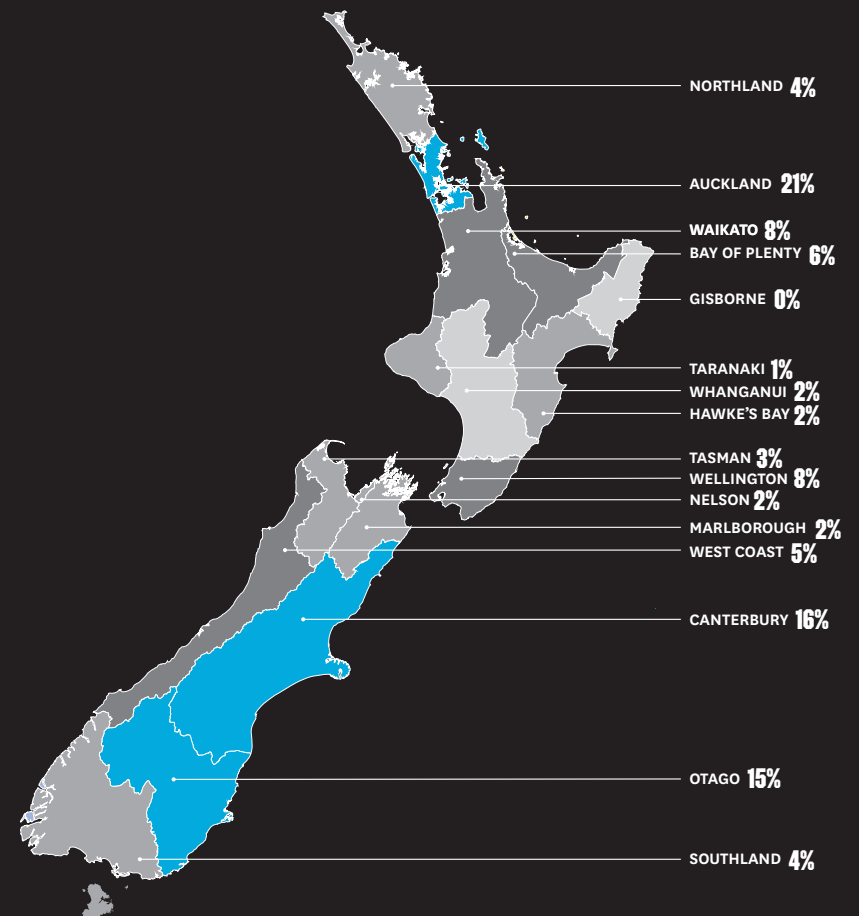 NORTHLAND 4%
AUCKLAND 21%
WAIKATO 8%
BAY OF PLENTY 6%
GISBORNE 0%
TARANAKI 1%
WHANGANUI 2%
HAWKE'S BAY 2%
TASMAN 3%
WELLINGTON 8%
NELSON 2%
MARLBOROUGH 2%
WEST COAST 5%
CANTERBURY 16%
OTAGO 15%
SOUTHLAND 4%